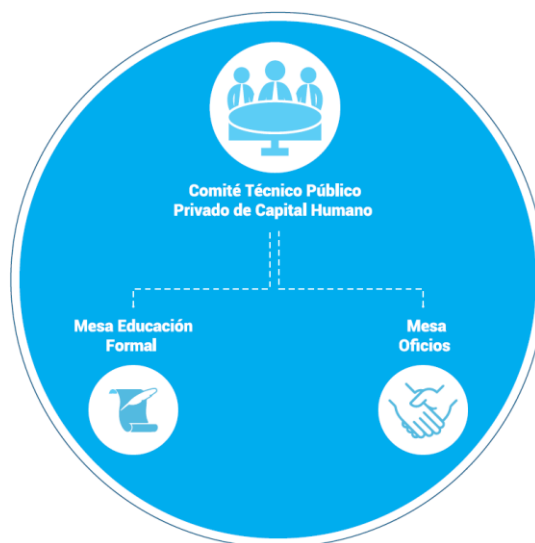 Comité Técnico Público
Privado de Capital Humano
Mesa Educación
Formal
Mesa
Oficios